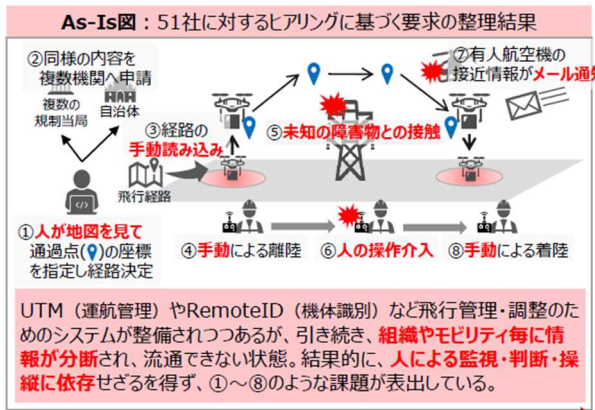 As-Is図：51社に対するヒアリングに基づく要求の整理結果
②同様の内容を
複数機関へ申請
複数の
規制当局
自治体
⑦有人航空機の
接近情報がメール通知
③経路の
手動読み込み
⑤未知の障害物との接触
飛行経路
①人が地図を見て
通過点( )の座標
を指定し経路決定
④手動による離陸
⑥人の操作介入
⑧手動による着陸
UTM（運航管理）やRemoteID（機体識別）など飛行管理・調整のた
めのシステムが整備されつつあるが、引き続き、組織やモビリティ毎に情
報が分断され、流通できない状態。結果的に、人による監視・判断・操
縦に依存せざるを得ず、①～⑧のような課題が表出している。